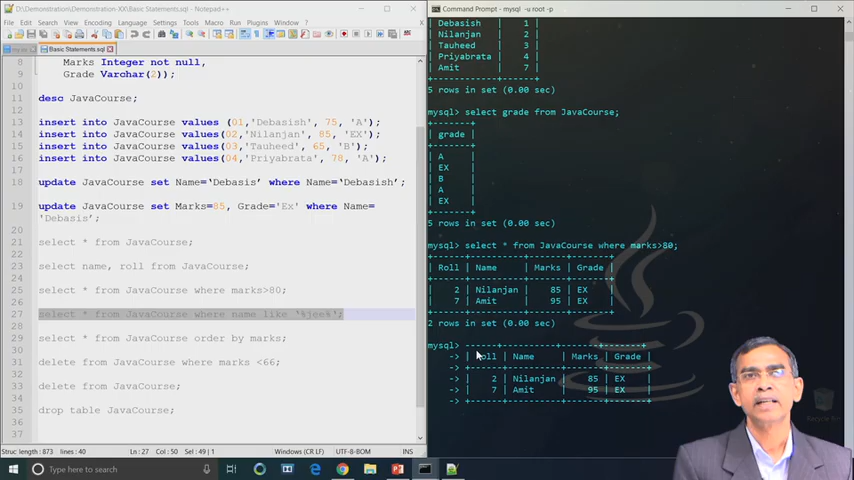 D:\Demonstration\Demonstration XX\Basic Statements.sql - Notepad++
File Edit Search View Encoding Language Settings Tools Macro Run Plugins Window ?
Basic Statements.sql
8 Marks Integer not null,
9 Grade Varchar(2));
10
11 desc JavaCourse;
12
13 insert into JavaCourse values (01,'Debasish', 75, 'A');
14 insert into JavaCourse values(02,'Nilanjan', 85, 'EX');
15 insert into JavaCourse values(03,'Tauheed', 65, 'B');
16 insert into JavaCourse values(04,'Priyabrata', 78, 'A');
17
18 update JavaCourse set Name=‘Debasis’ where Name=‘Debasish’;
19 update JavaCourse set Marks=85, Grade='Ex' where Name=
‘Debasis’;
20
21 select * from JavaCourse;
22
23 select name, roll from JavaCourse;
24
25 select * from JavaCourse where marks>80;
26
27 select * from JavaCourse where name like ‘%jee%’;
28
29 select * from JavaCourse order by marks;
30
31 delete from JavaCourse where marks <66;
32
33 delete from JavaCourse;
34
35 drop table JavaCourse;
36
37
length : 873 lines : 40
Ln : 27 Col : 50 Sel : 49 | 1
Windows (CR LF)
UTF-8-BOM
INS
Command Prompt - mysql -u root -p
| Debasish | 1 |
| Nilanjan | 2 |
| Tauheed | 3 |
| Priyabrata | 4 |
| Amit | 7 |
5 rows in set (0.00 sec)
mysql> select grade from JavaCourse;
| grade |
| A |
| EX |
| B |
| A |
| EX |
5 rows in set (0.00 sec)
mysql> select * from JavaCourse where marks>80;
| Roll | Name | Marks | Grade |
| 2 | Nilanjan | 85 | EX |
| 7 | Amit | 95 | EX |
2 rows in set (0.00 sec)
mysql> +------+----------+-------+-------+
-> | Roll | Name | Marks | Grade |
-> +------+----------+-------+-------+
-> | 2 | Nilanjan | 85 | EX |
-> | 7 | Amit | 95 | EX |
-> +------+----------+-------+-------+
Java
Recycle Bin
Type here to search